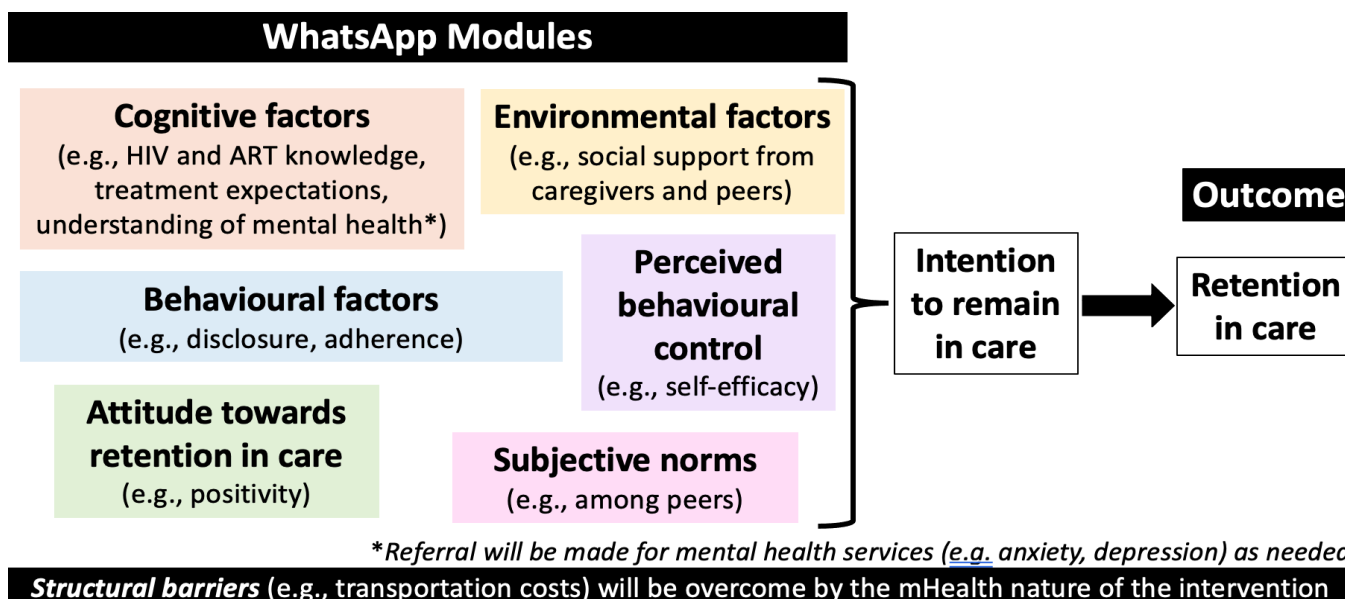 WhatsApp Modules
Cognitive factors
(e.g., HIV and ART knowledge,
treatment expectations,
understanding of mental health*)
Environmental factors
(e.g., social support from
caregivers and peers)
Behavioural factors
(e.g., disclosure, adherence)
Perceived
behavioural
control
(e.g., self-efficacy)
Attitude towards
retention in care
(e.g., positivity)
Subjective norms
(e.g., among peers)
Intention
to remain
in care
Outcome
Retention
in care
*Referral will be made for mental health services (e.g. anxiety, depression) as needed
Structural barriers (e.g., transportation costs) will be overcome by the mHealth nature of the intervention